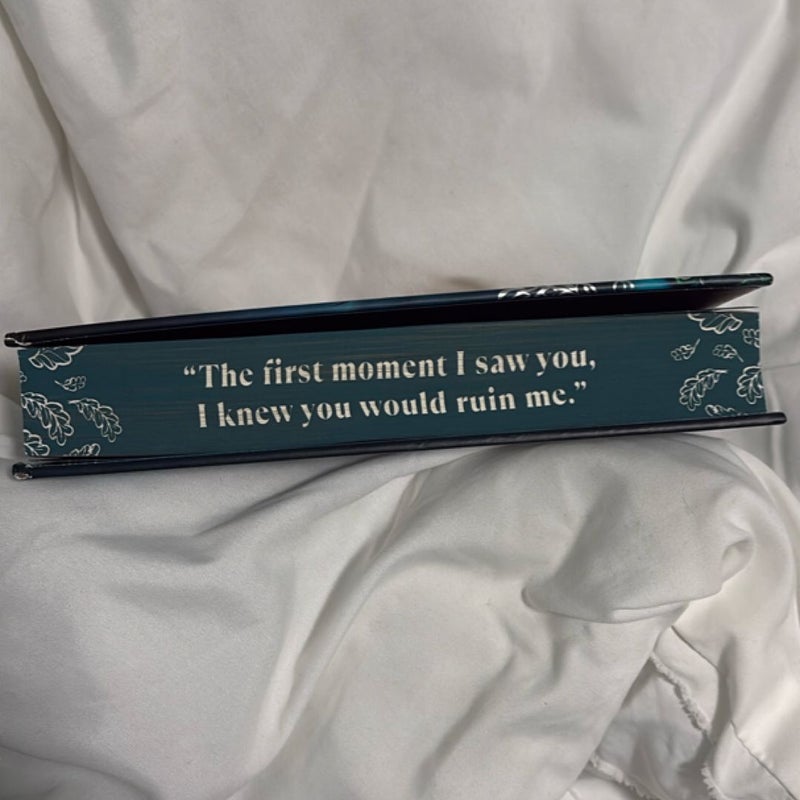 “The first moment I saw you,
I knew you would ruin me.”